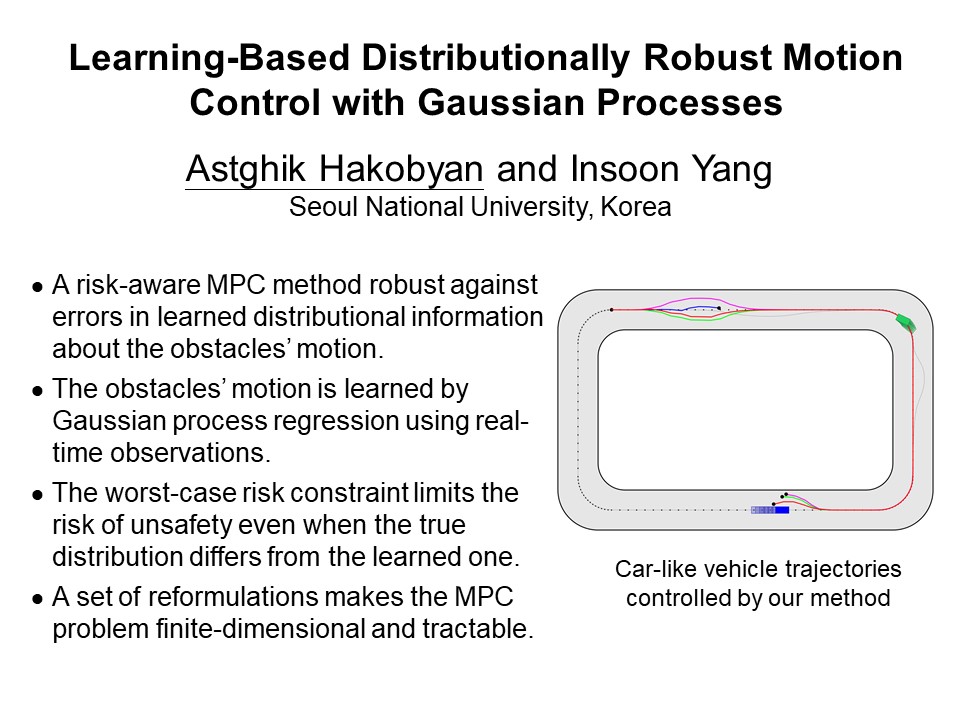 Learning-Based Distributionally Robust Motion
Control with Gaussian Processes
Astghik Hakobyan and Insoon Yang
Seoul National University, Korea
• A risk-aware MPC method robust against
errors in learned distributional information
about the obstacles’ motion.
• The obstacles’ motion is learned by
Gaussian process regression using real-
time observations.
• The worst-case risk constraint limits the
risk of unsafety even when the true
distribution differs from the learned one.
• A set of reformulations makes the MPC
problem finite-dimensional and tractable.
Car-like vehicle trajectories
controlled by our method